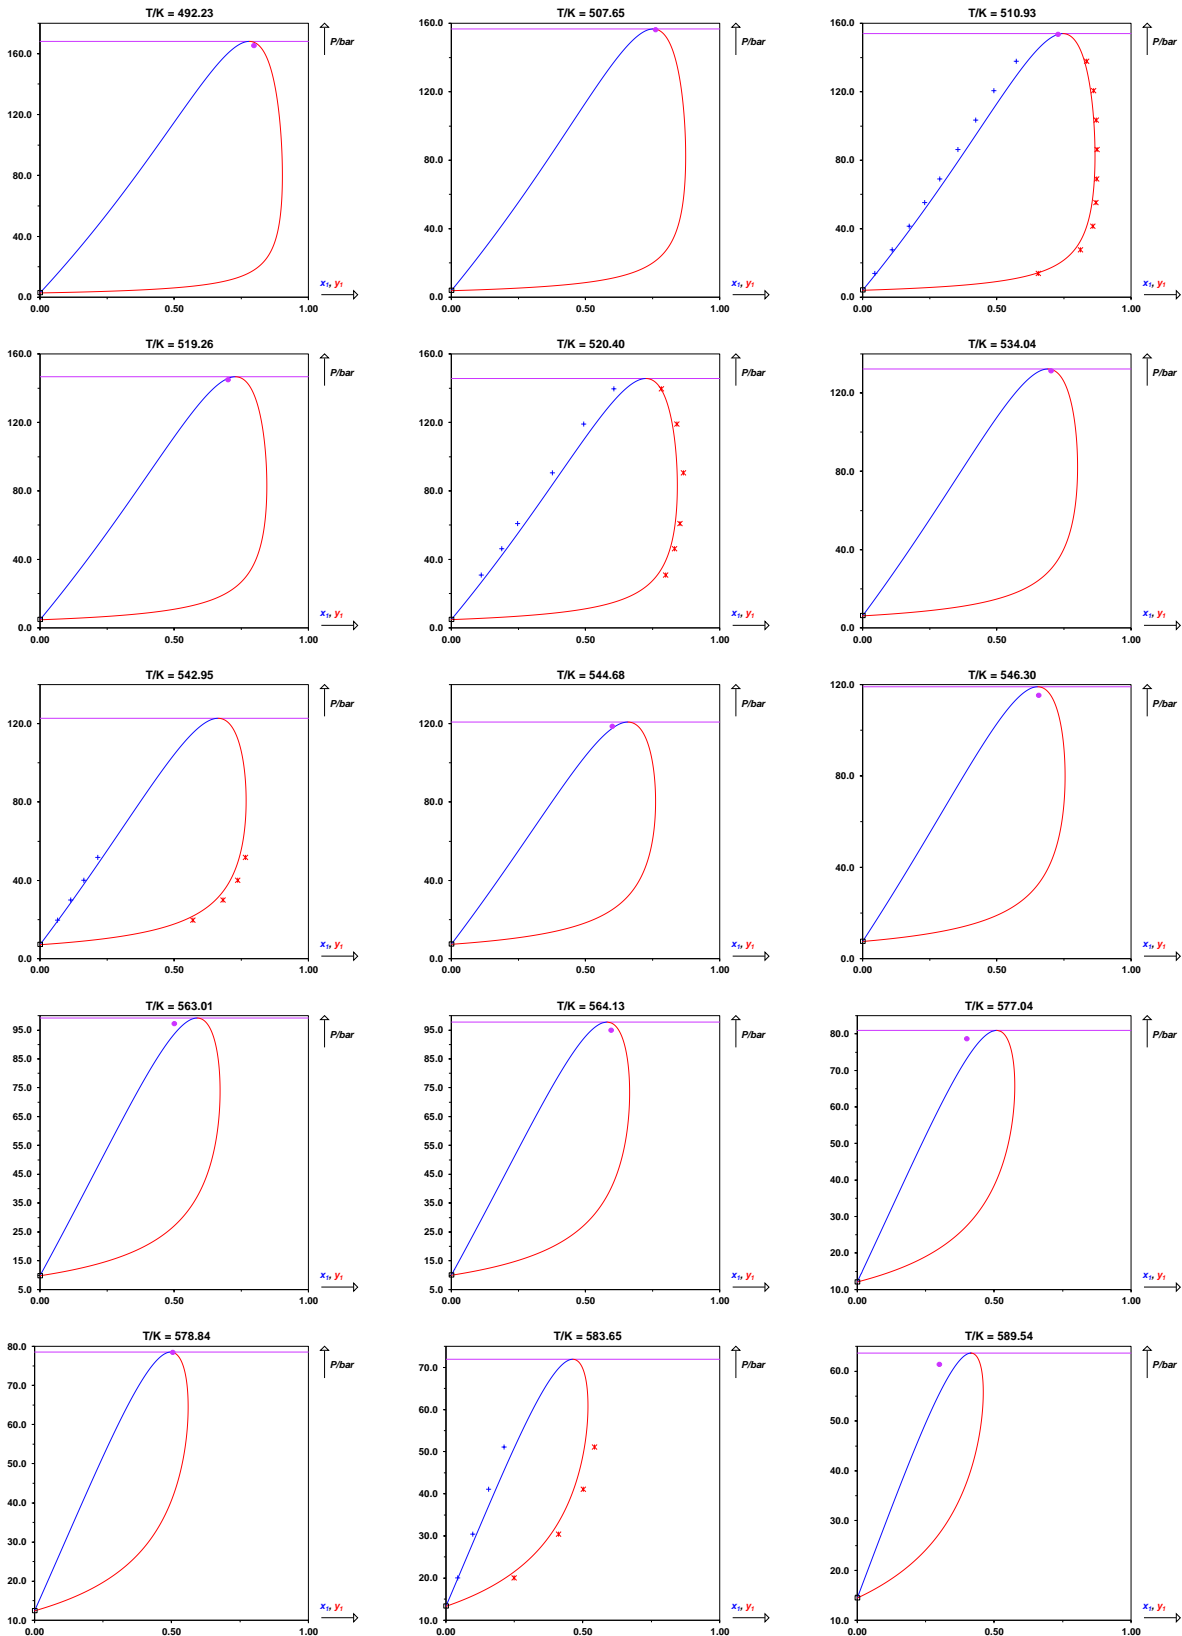 T/K = 492.23
P/bar
160.0
120.0
80.0
40.0
0.0
0.00 0.50 1.00
x₁, y₁
T/K = 507.65
P/bar
160.0
120.0
80.0
40.0
0.0
0.00 0.50 1.00
x₁, y₁
T/K = 510.93
P/bar
160.0
120.0
80.0
40.0
0.0
0.00 0.50 1.00
x₁, y₁
T/K = 519.26
P/bar
160.0
120.0
80.0
40.0
0.0
0.00 0.50 1.00
x₁, y₁
T/K = 520.40
P/bar
160.0
120.0
80.0
40.0
0.0
0.00 0.50 1.00
x₁, y₁
T/K = 534.04
P/bar
120.0
80.0
40.0
0.0
0.00 0.50 1.00
x₁, y₁
T/K = 542.95
P/bar
120.0
80.0
40.0
0.0
0.00 0.50 1.00
x₁, y₁
T/K = 544.68
P/bar
120.0
80.0
40.0
0.0
0.00 0.50 1.00
x₁, y₁
T/K = 546.30
P/bar
120.0
80.0
40.0
0.0
0.00 0.50 1.00
x₁, y₁
T/K = 563.01
P/bar
95.0
85.0
75.0
65.0
55.0
45.0
35.0
25.0
15.0
5.0
0.00 0.50 1.00
x₁, y₁
T/K = 564.13
P/bar
95.0
85.0
75.0
65.0
55.0
45.0
35.0
25.0
15.0
5.0
0.00 0.50 1.00
x₁, y₁
T/K = 577.04
P/bar
80.0
70.0
60.0
50.0
40.0
30.0
20.0
10.0
0.00 0.50 1.00
x₁, y₁
T/K = 578.84
P/bar
80.0
70.0
60.0
50.0
40.0
30.0
20.0
10.0
0.00 0.50 1.00
x₁, y₁
T/K = 583.65
P/bar
70.0
60.0
50.0
40.0
30.0
20.0
10.0
0.00 0.50 1.00
x₁, y₁
T/K = 589.54
P/bar
60.0
50.0
40.0
30.0
20.0
10.0
0.00 0.50 1.00
x₁, y₁